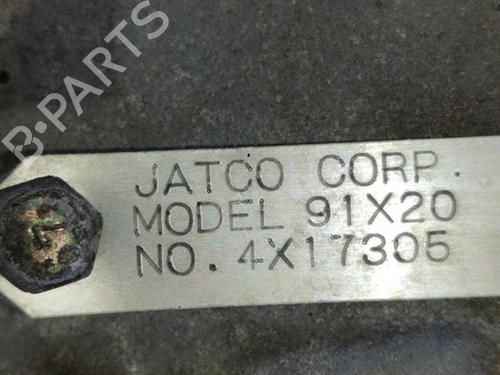 B-PARTS
JATCO CORP.
MODEL 91X20
NO. 4X17305